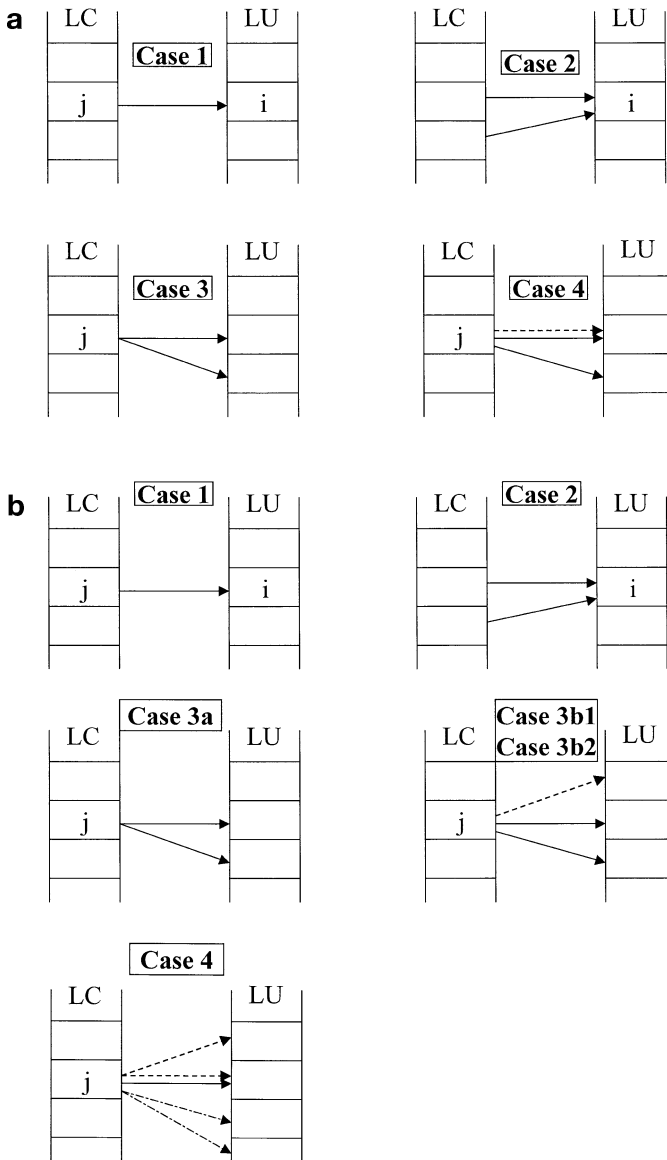 a
LC LU
Case 1
j i
LC LU
Case 2
i
LC LU
Case 3
j
LC LU
Case 4
j
b
LC LU
Case 1
j i
LC LU
Case 2
i
LC LU
Case 3a
j
LC LU
Case 3b1
Case 3b2
j
Case 4
LC LU
j